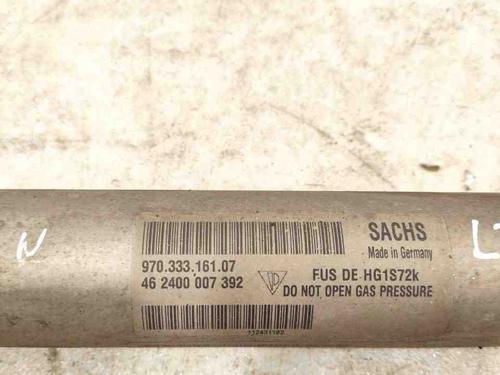 SACHS
Made in Germany
970.333.161.07
46 2400 007 392
FUS DE HG1S72k
DO NOT OPEN GAS PRESSURE
N